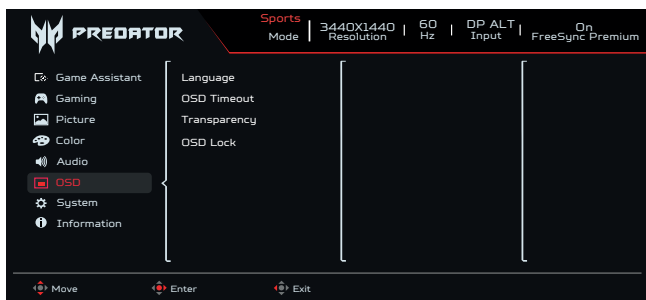 PREDATOR
Sports
Mode
3440X1440
Resolution
60
Hz
DP ALT
Input
On
FreeSync Premium
Game Assistant
Gaming
Picture
Color
Audio
OSD
System
Information
Language
OSD Timeout
Transparency
OSD Lock
Move
Enter
Exit